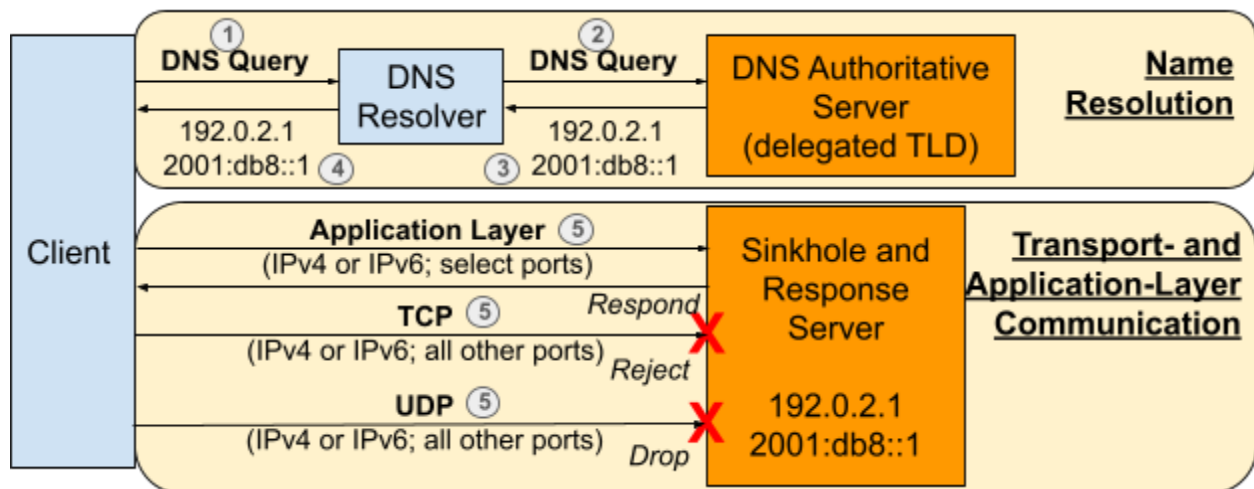 Client
1
DNS Query
192.0.2.1
2001:db8::1
4
DNS
Resolver
2
DNS Query
192.0.2.1
3
2001:db8::1
DNS Authoritative
Server
(delegated TLD)
Name
Resolution
Application Layer 5
(IPv4 or IPv6; select ports)
Respond
TCP 5
(IPv4 or IPv6; all other ports)
Reject
UDP 5
(IPv4 or IPv6; all other ports)
Drop
X
X
Sinkhole and
Response
Server
192.0.2.1
2001:db8::1
Transport- and
Application-Layer
Communication